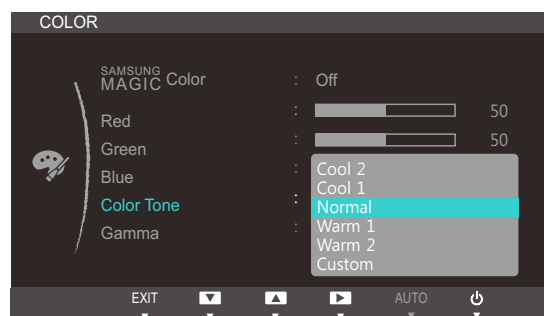 COLOR
SAMSUNG MAGIC Color : Off
Red : 50
Green : 50
Blue :
Color Tone :
Gamma :
Cool 2
Cool 1
Normal
Warm 1
Warm 2
Custom
EXIT AUTO